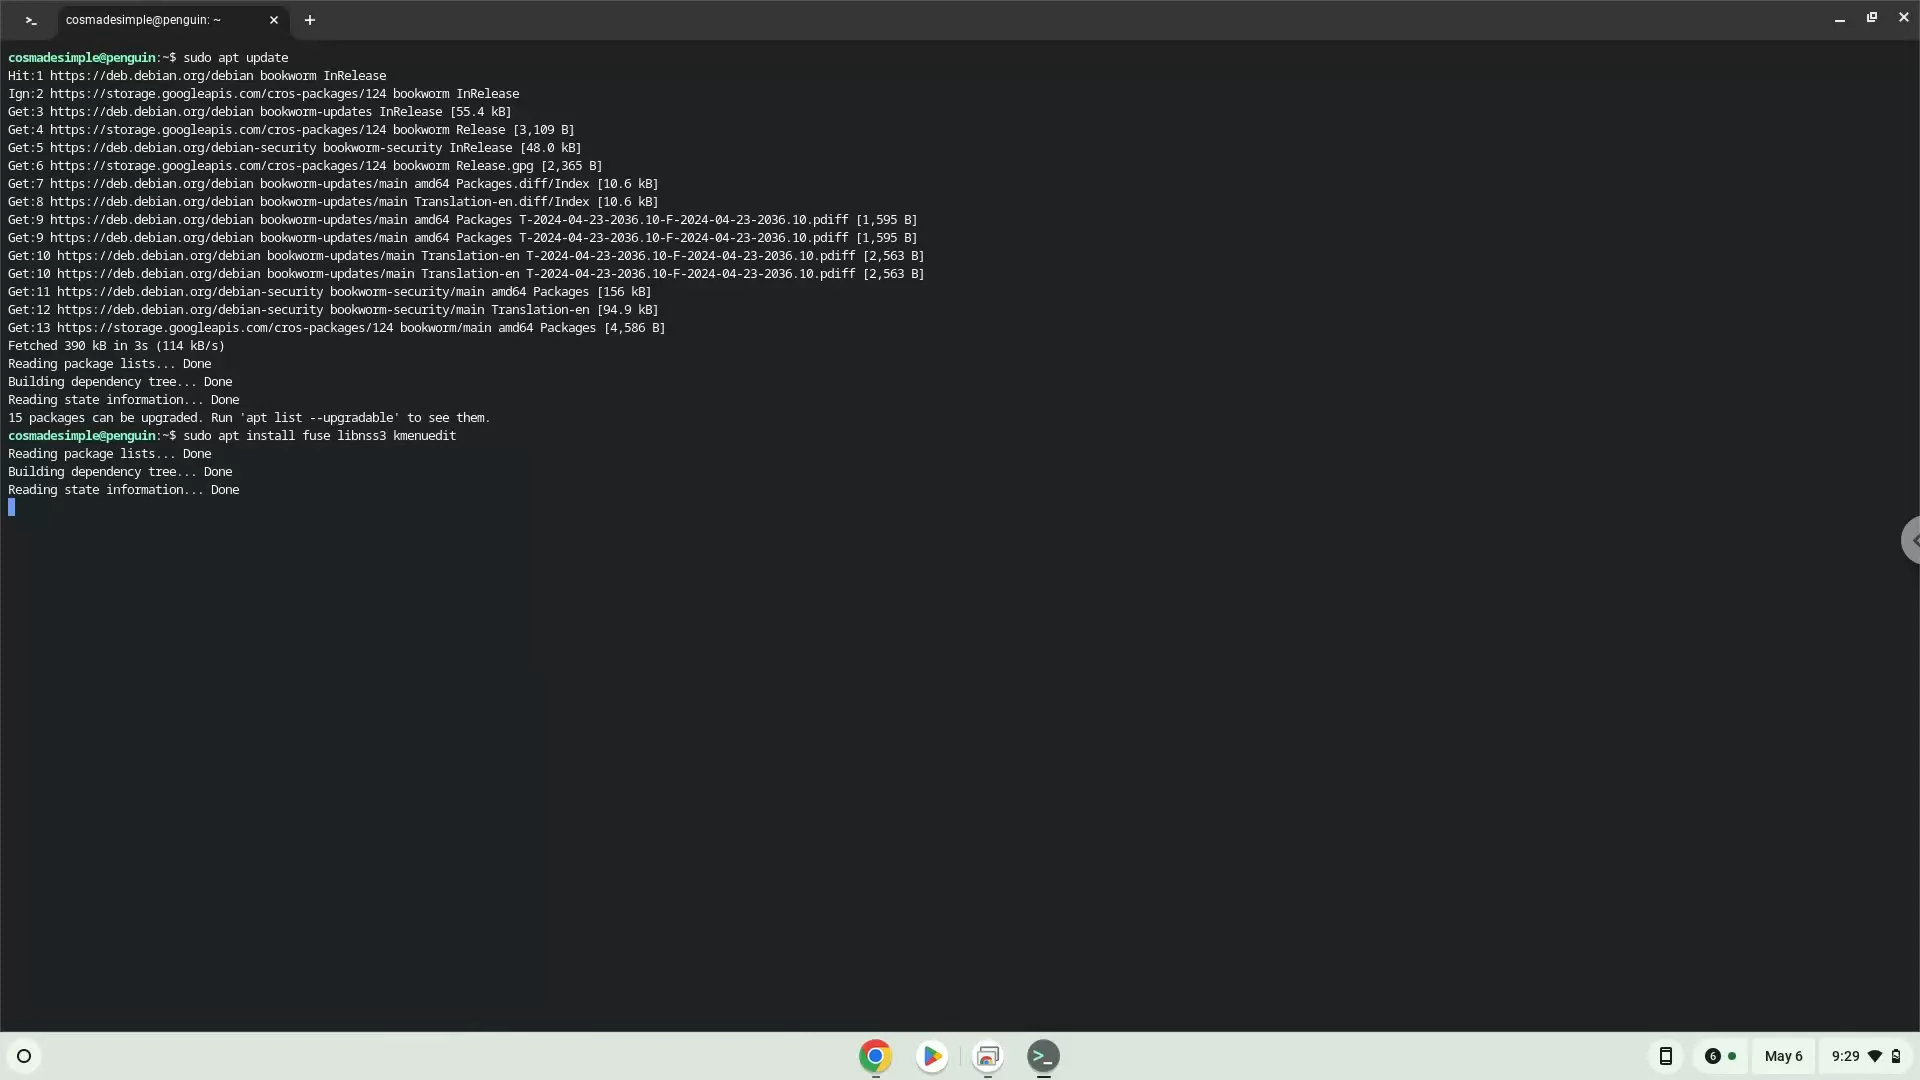 >_ cosmadesimple@penguin: ~
cosmadesimple@penguin:~$ sudo apt update
Hit:1 https://deb.debian.org/debian bookworm InRelease
Ign:2 https://storage.googleapis.com/cros-packages/124 bookworm InRelease
Get:3 https://deb.debian.org/debian bookworm-updates InRelease [55.4 kB]
Get:4 https://storage.googleapis.com/cros-packages/124 bookworm Release [3,109 B]
Get:5 https://deb.debian.org/debian-security bookworm-security InRelease [48.0 kB]
Get:6 https://storage.googleapis.com/cros-packages/124 bookworm Release.gpg [2,365 B]
Get:7 https://deb.debian.org/debian bookworm-updates/main amd64 Packages.diff/Index [10.6 kB]
Get:8 https://deb.debian.org/debian bookworm-updates/main Translation-en.diff/Index [10.6 kB]
Get:9 https://deb.debian.org/debian bookworm-updates/main amd64 Packages T-2024-04-23-2036.10-F-2024-04-23-2036.10.pdiff [1,595 B]
Get:9 https://deb.debian.org/debian bookworm-updates/main amd64 Packages T-2024-04-23-2036.10-F-2024-04-23-2036.10.pdiff [1,595 B]
Get:10 https://deb.debian.org/debian bookworm-updates/main Translation-en T-2024-04-23-2036.10-F-2024-04-23-2036.10.pdiff [2,563 B]
Get:10 https://deb.debian.org/debian bookworm-updates/main Translation-en T-2024-04-23-2036.10-F-2024-04-23-2036.10.pdiff [2,563 B]
Get:11 https://deb.debian.org/debian-security bookworm-security/main amd64 Packages [156 kB]
Get:12 https://deb.debian.org/debian-security bookworm-security/main Translation-en [94.9 kB]
Get:13 https://storage.googleapis.com/cros-packages/124 bookworm/main amd64 Packages [4,586 B]
Fetched 390 kB in 3s (114 kB/s)
Reading package lists... Done
Building dependency tree... Done
Reading state information... Done
15 packages can be upgraded. Run 'apt list --upgradable' to see them.
cosmadesimple@penguin:~$ sudo apt install fuse libnss3 kmenuedit
Reading package lists... Done
Building dependency tree... Done
Reading state information... Done
6 May 6 9:29